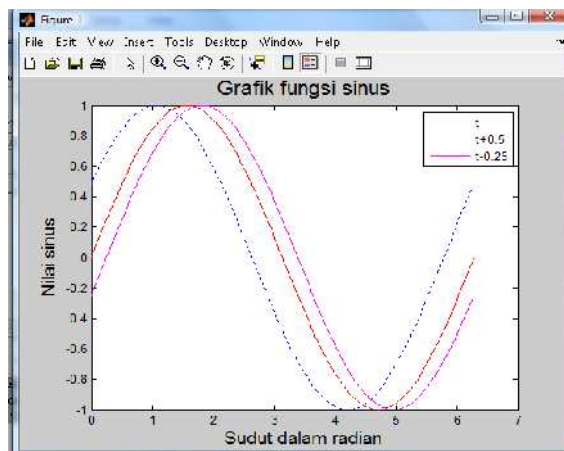 Figure
File Edit View Insert Tools Desktop Window Help
Grafik fungsi sinus
t
t+0.5
t-0.25
1
0.8
0.6
0.4
0.2
0
-0.2
-0.4
-0.6
-0.8
-1
Nilai sinus
0 1 2 3 4 5 6 7
Sudut dalam radian